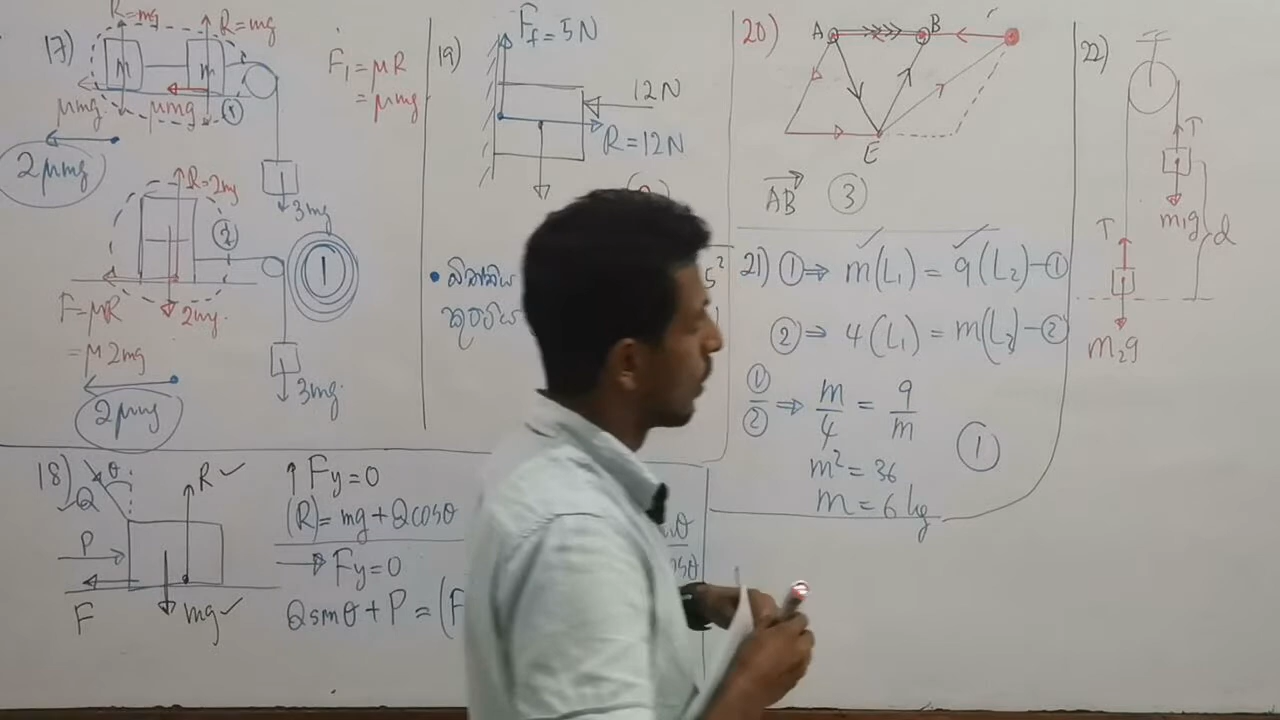 17)
R=mg
R=mg
m
m
μmg
μmg
①
2μmg
3mg
F₁ = μR
= μmg
R=2mg
②
①
F=μR
= μ2mg
2mg
2μmg
3mg
18)
θ
Q
P
F
R
mg
↑ Fy=0
(R)= mg+Qcosθ
→ Fy=0
Qsinθ + P = (F
19)
F_f = 5N
12N
R = 12N
5²
20)
A
B
E
AB ③
21) ① ⇒ m(L₁) = 9(L₂)-①
② ⇒ 4(L₁) = m(L₂)-②
①/② ⇒ m/4 = 9/m
m² = 36
m = 6 kg
①
22)
T
m₁g
d
T
m₂g